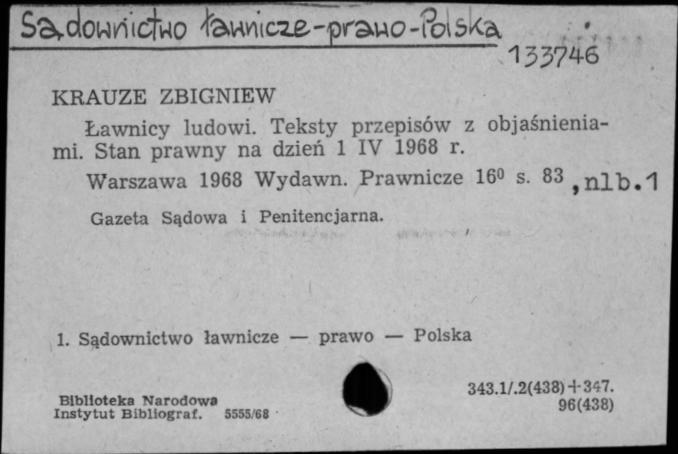 Sądownictwo ławnicze-prawo-Polska
133746
KRAUZE ZBIGNIEW
Ławnicy ludowi. Teksty przepisów z objaśnienia-
mi. Stan prawny na dzień 1 IV 1968 r.
Warszawa 1968 Wydawn. Prawnicze 16⁰ s. 83 , nlb.1
Gazeta Sądowa i Penitencjarna.
1. Sądownictwo ławnicze — prawo — Polska
343.1/.2(438)+347.
96(438)
Biblioteka Narodowa
Instytut Bibliograf. 5555/68